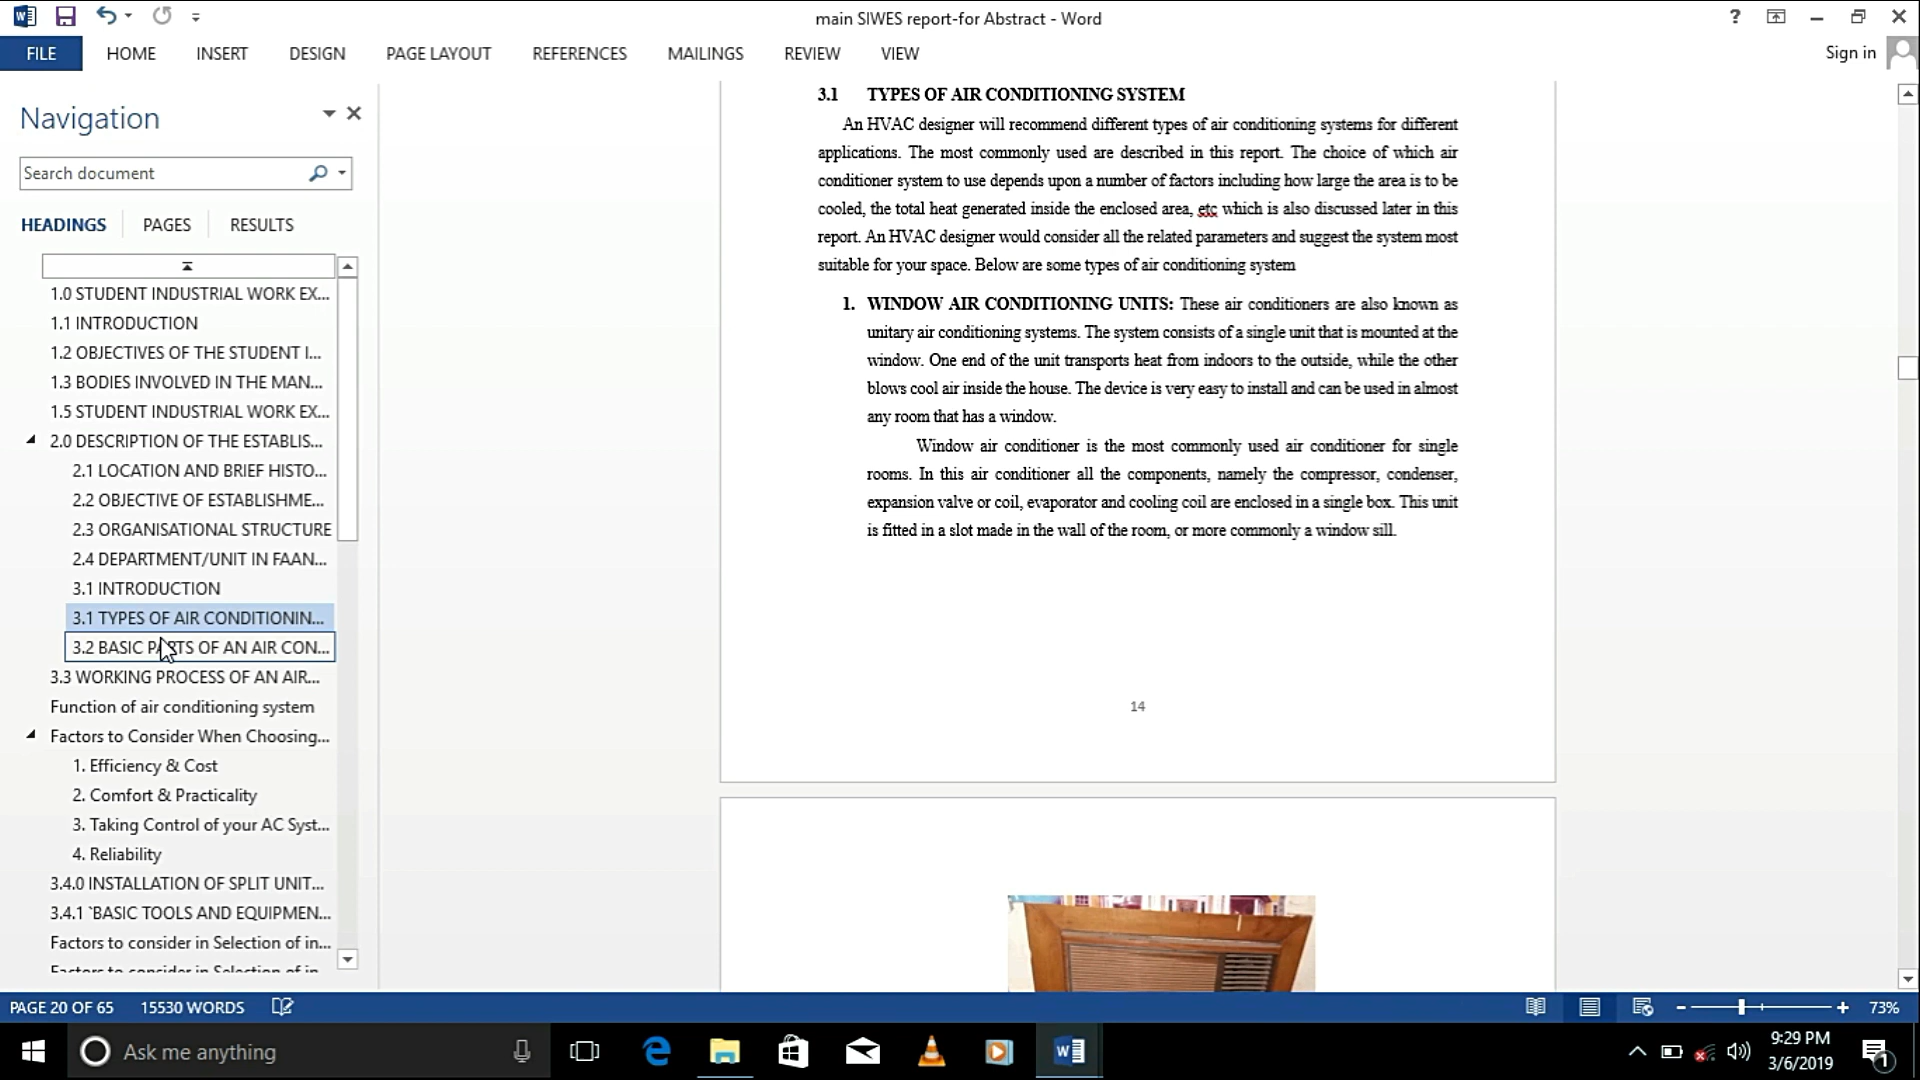 main SIWES report-for Abstract - Word
?
FILE
HOME
INSERT
DESIGN
PAGE LAYOUT
REFERENCES
MAILINGS
REVIEW
VIEW
Sign in
Navigation
Search document
HEADINGS
PAGES
RESULTS
1.0 STUDENT INDUSTRIAL WORK EX...
1.1 INTRODUCTION
1.2 OBJECTIVES OF THE STUDENT I...
1.3 BODIES INVOLVED IN THE MAN...
1.5 STUDENT INDUSTRIAL WORK EX...
2.0 DESCRIPTION OF THE ESTABLIS...
2.1 LOCATION AND BRIEF HISTO...
2.2 OBJECTIVE OF ESTABLISHME...
2.3 ORGANISATIONAL STRUCTURE
2.4 DEPARTMENT/UNIT IN FAAN...
3.1 INTRODUCTION
3.1 TYPES OF AIR CONDITIONIN...
3.2 BASIC PARTS OF AN AIR CON...
3.3 WORKING PROCESS OF AN AIR...
Function of air conditioning system
Factors to Consider When Choosing...
1. Efficiency & Cost
2. Comfort & Practicality
3. Taking Control of your AC Syst...
4. Reliability
3.4.0 INSTALLATION OF SPLIT UNIT...
3.4.1 `BASIC TOOLS AND EQUIPMEN...
Factors to consider in Selection of in...
Factors to consider in Selection of in...
3.1 TYPES OF AIR CONDITIONING SYSTEM
An HVAC designer will recommend different types of air conditioning systems for different
applications. The most commonly used are described in this report. The choice of which air
conditioner system to use depends upon a number of factors including how large the area is to be
cooled, the total heat generated inside the enclosed area, etc which is also discussed later in this
report. An HVAC designer would consider all the related parameters and suggest the system most
suitable for your space. Below are some types of air conditioning system
1. WINDOW AIR CONDITIONING UNITS: These air conditioners are also known as
unitary air conditioning systems. The system consists of a single unit that is mounted at the
window. One end of the unit transports heat from indoors to the outside, while the other
blows cool air inside the house. The device is very easy to install and can be used in almost
any room that has a window.
Window air conditioner is the most commonly used air conditioner for single
rooms. In this air conditioner all the components, namely the compressor, condenser,
expansion valve or coil, evaporator and cooling coil are enclosed in a single box. This unit
is fitted in a slot made in the wall of the room, or more commonly a window sill.
14
PAGE 20 OF 65
15530 WORDS
73%
Ask me anything
9:29 PM
3/6/2019
1